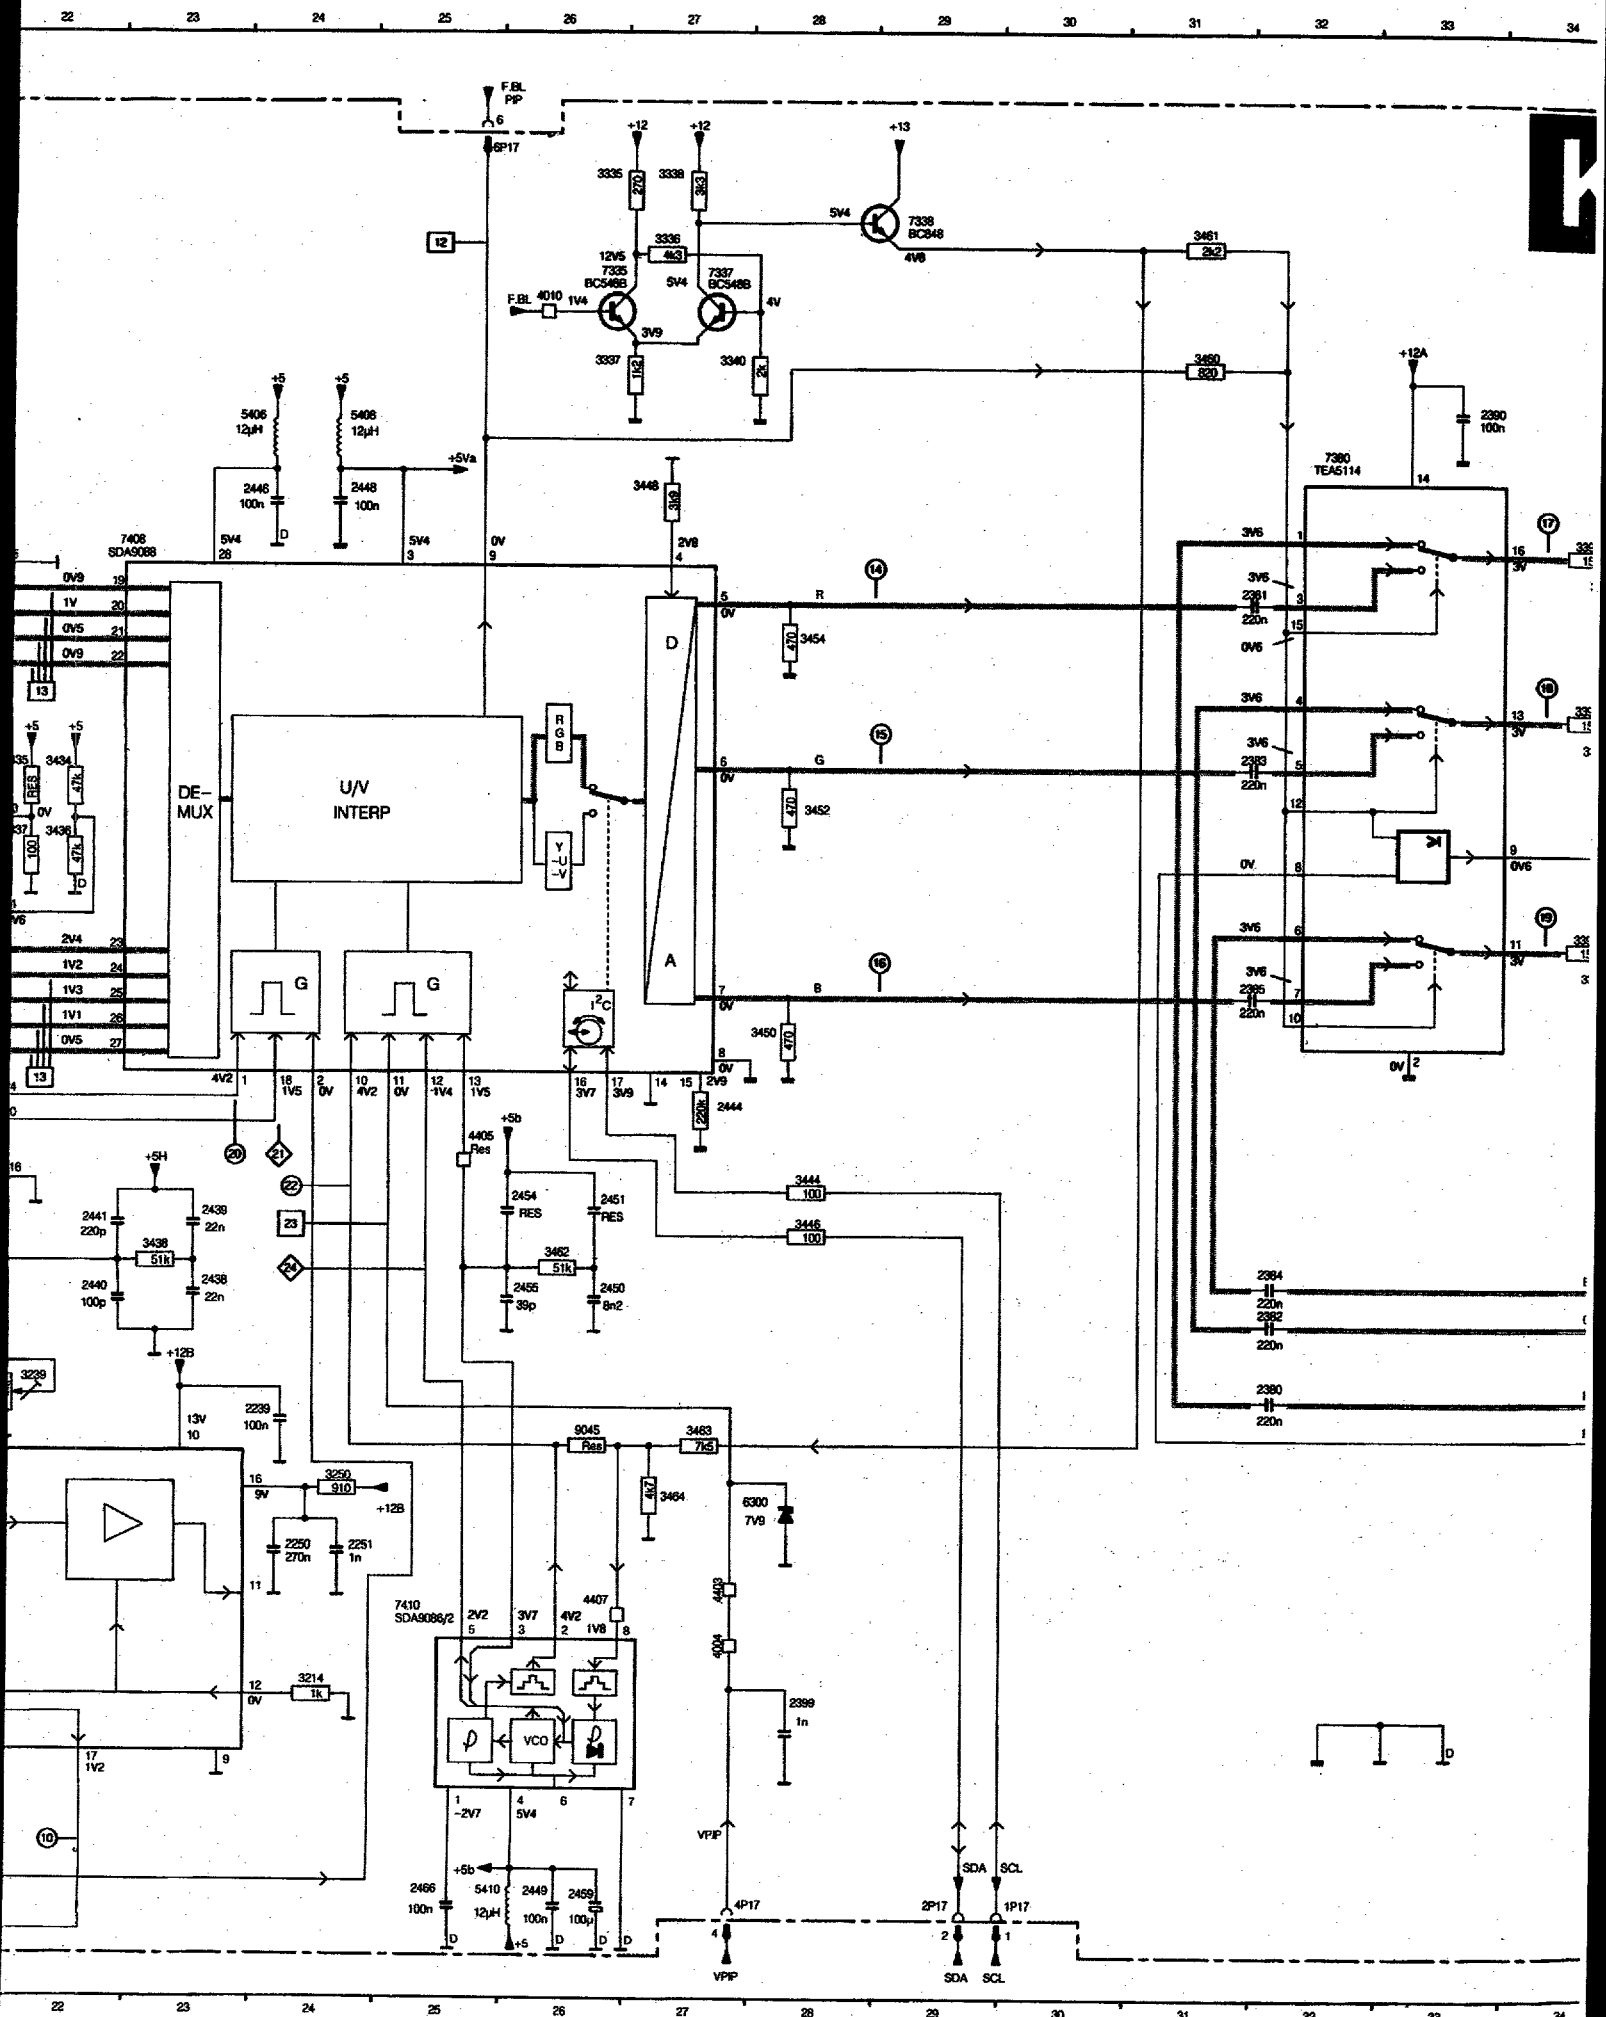 22 23 24 25 26 27 28 29 30 31 32 33 34
F.BL
PIP
6
6P17
+12 +12 +13
3335 270 3338 3k3
5V4
7338
BC848
4V8
12
12V5 3336
4k3
7335
BC548B
5V4
7337
BC548B
3461
2k2
F.BL 4010 1V4
4V
3V9
3337 1k2
3340 2k
3460
820
+12A
2390
100n
+5 +5
5406
12µH
5408
12µH
+5Va
2446
100n
2448
100n
D
3448 3k9
7380
TEA5114
14
7408
SDA9088
5V4
28
5V4
3
0V
9
2V8
4
0V9 19
1V 20
0V5 21
0V9 22
13
5
0V
R
14
470 3454
3V6 1
3V6
2381
220n
3
15
0V6
16
3V
17
+5 +5
RES
3434 47k
0V
100
3436 47k
D
DE-
MUX
U/V
INTERP
R
G
B
Y
-U
-V
D
A
6
0V
G
15
470 3452
3V6 4
3V6
2383
220n
5
12
13
3V
18
0V 8
9
0V6
2V4 23
1V2 24
1V3 25
1V1 26
0V5 27
13
G G
I²C
7
0V
B
16
3450 470
3V6 6
3V6
2385
220n
7
10
11
3V
19
0V 2
8
0V
4V2 1
18
1V5
2
0V
10
4V2
11
0V
12
-1V4
13
1V5
16
3V7
17
3V9
14
15
2V9
220k 2444
20 21
+5H
16
2441
220p
2439
22n
3438
51k
2440
100p
2438
22n
22
23
24
4405
Res
+5b
2454
RES
2451
RES
3462
51k
2455
39p
2450
8n2
3444
100
3446
100
2384
220n
2382
220n
2380
220n
3239
+12B
13V
10
2239
100n
9045
Res
3463
7k5
4k7 3464
6300
7V9
16
9V
3250
910
+12B
2250
270n
2251
1n
11
4403
4004
7410
SDA9086/2
2V2
5
3V7
3
4V2
2
4407
1V8 8
VCO
12
0V
3214
1k
2399
1n
17
1V2
9
1
-2V7
4
5V4
6
7
10
+5b
2466
100n
5410
12µH
2449
100n
2459
100µ
D
+5
D D D
VPIP
4P17
4
VPIP
SDA SCL
2P17 1P17
2 1
SDA SCL
D
22 23 24 25 26 27 28 29 30 31 32 33 34